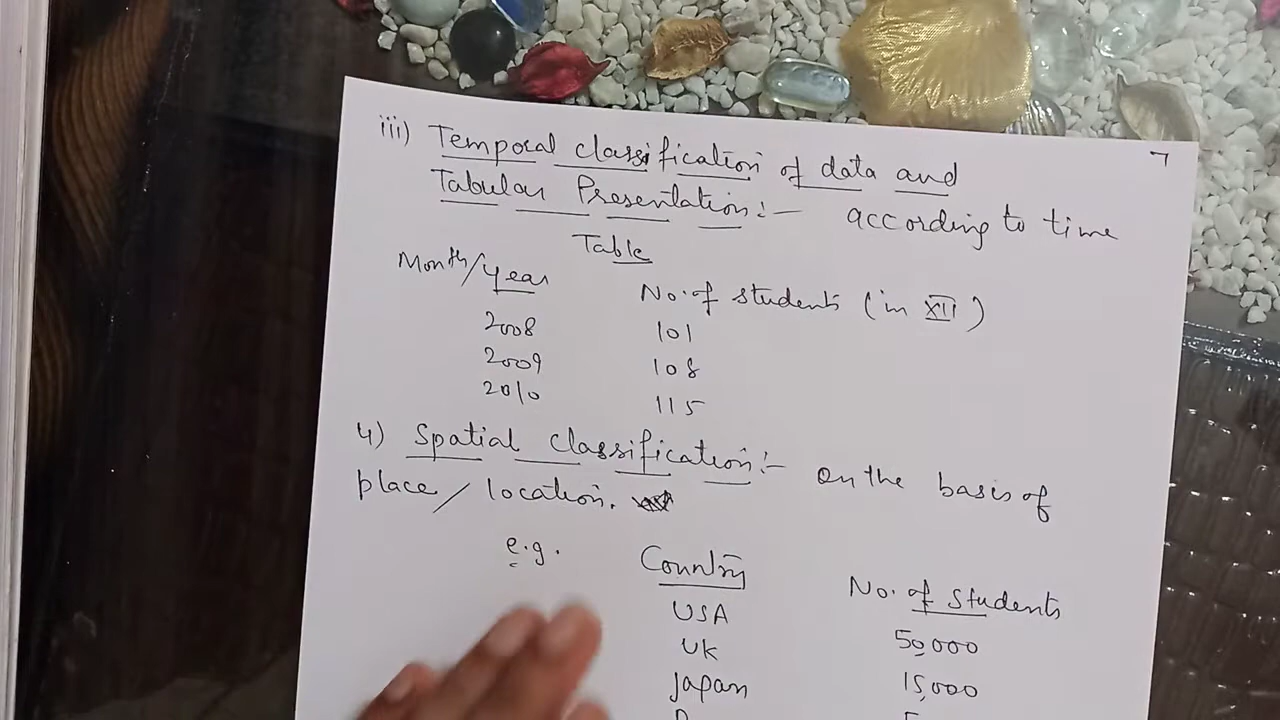 7
iii) Temporal classification of data and
Tabular Presentation:- according to time
Table
Month/year No. of students (in XII)
2008 101
2009 108
2010 115
4) Spatial classification:- on the basis of
place/location.
e.g. Country No. of students
USA 50,000
UK 15,000
Japan